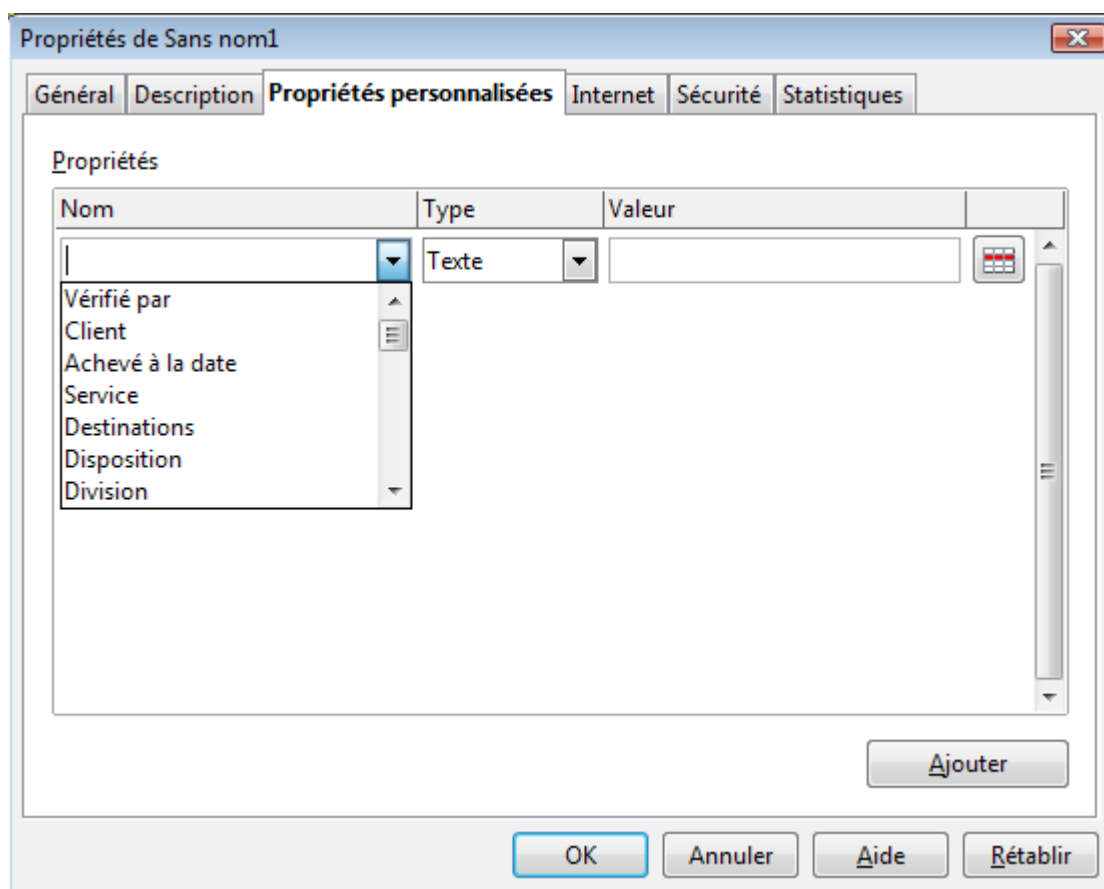 Propriétés de Sans nom1
Général Description Propriétés personnalisées Internet Sécurité Statistiques
Propriétés
Nom Type Valeur
Texte
Vérifié par
Client
Achevé à la date
Service
Destinations
Disposition
Division
Ajouter
OK Annuler Aide Rétablir